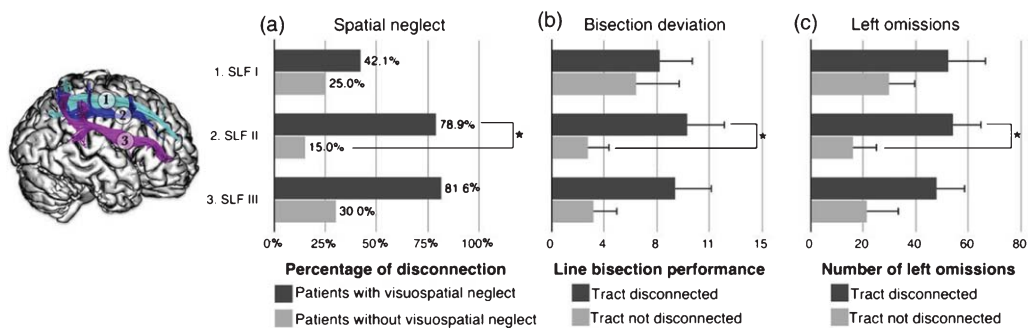 (a) Spatial neglect
(b) Bisection deviation
(c) Left omissions
1
2
3
1. SLF I
42.1%
25.0%
2. SLF II
78.9%
15.0%
*
*
*
3. SLF III
81 6%
30 0%
0% 25% 50% 75% 100%
0 4 8 11 15
0 20 40 60 80
Percentage of disconnection
Line bisection performance
Number of left omissions
Patients with visuospatial neglect
Patients without visuospatial neglect
Tract disconnected
Tract not disconnected
Tract disconnected
Tract not disconnected